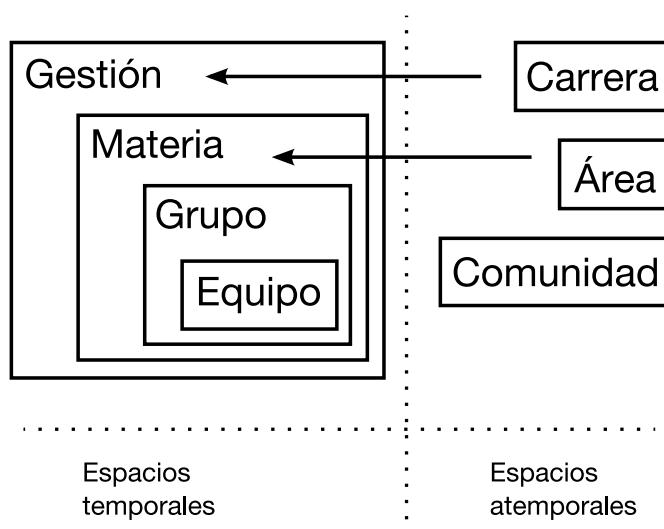 Gestión
Carrera
Materia
Área
Grupo
Comunidad
Equipo
Espacios
temporales
Espacios
atemporales